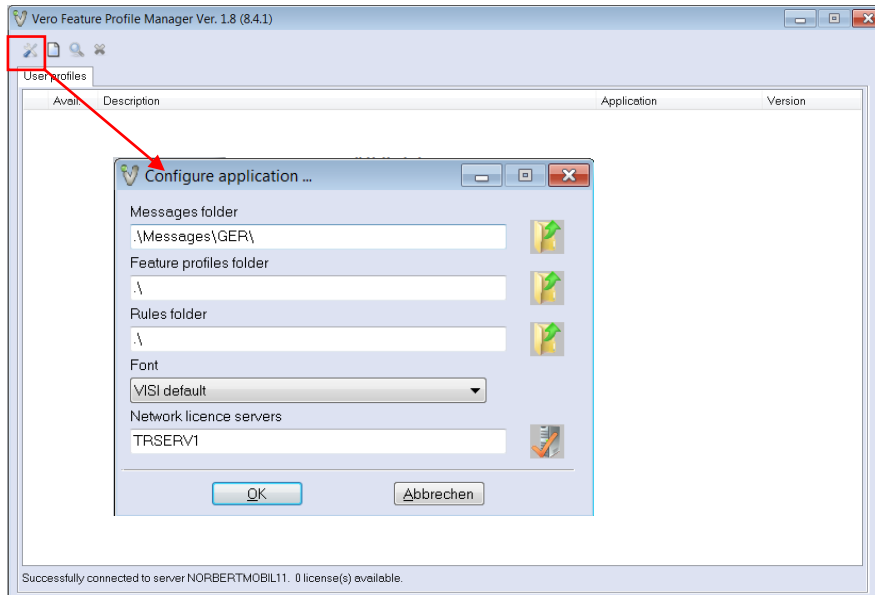 Vero Feature Profile Manager Ver. 1.8 (8.4.1)
User profiles
Avail. Description Application Version
Configure application ...
Messages folder
.\Messages\GER\
Feature profiles folder
.\
Rules folder
.\
Font
VISI default
Network licence servers
TRSERV1
OK Abbrechen
Successfully connected to server NORBERTMOBIL11. 0 license(s) available.